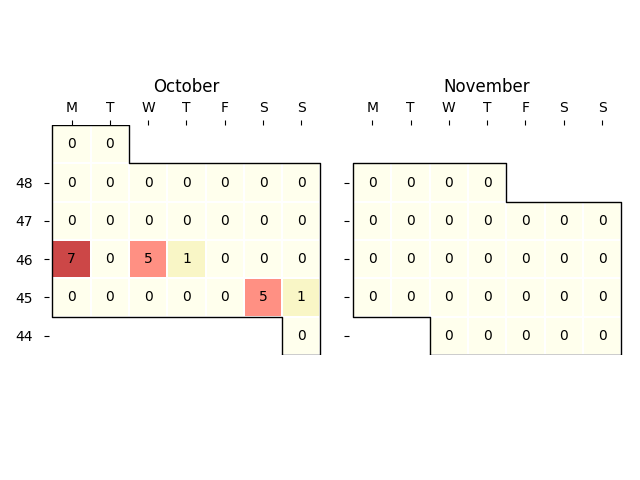 October November
M T W T F S S M T W T F S S
0 0
48 0 0 0 0 0 0 0 0 0 0 0
47 0 0 0 0 0 0 0 0 0 0 0 0 0 0
46 7 0 5 1 0 0 0 0 0 0 0 0 0 0
45 0 0 0 0 0 5 1 0 0 0 0 0 0 0
44 0 0 0 0 0 0